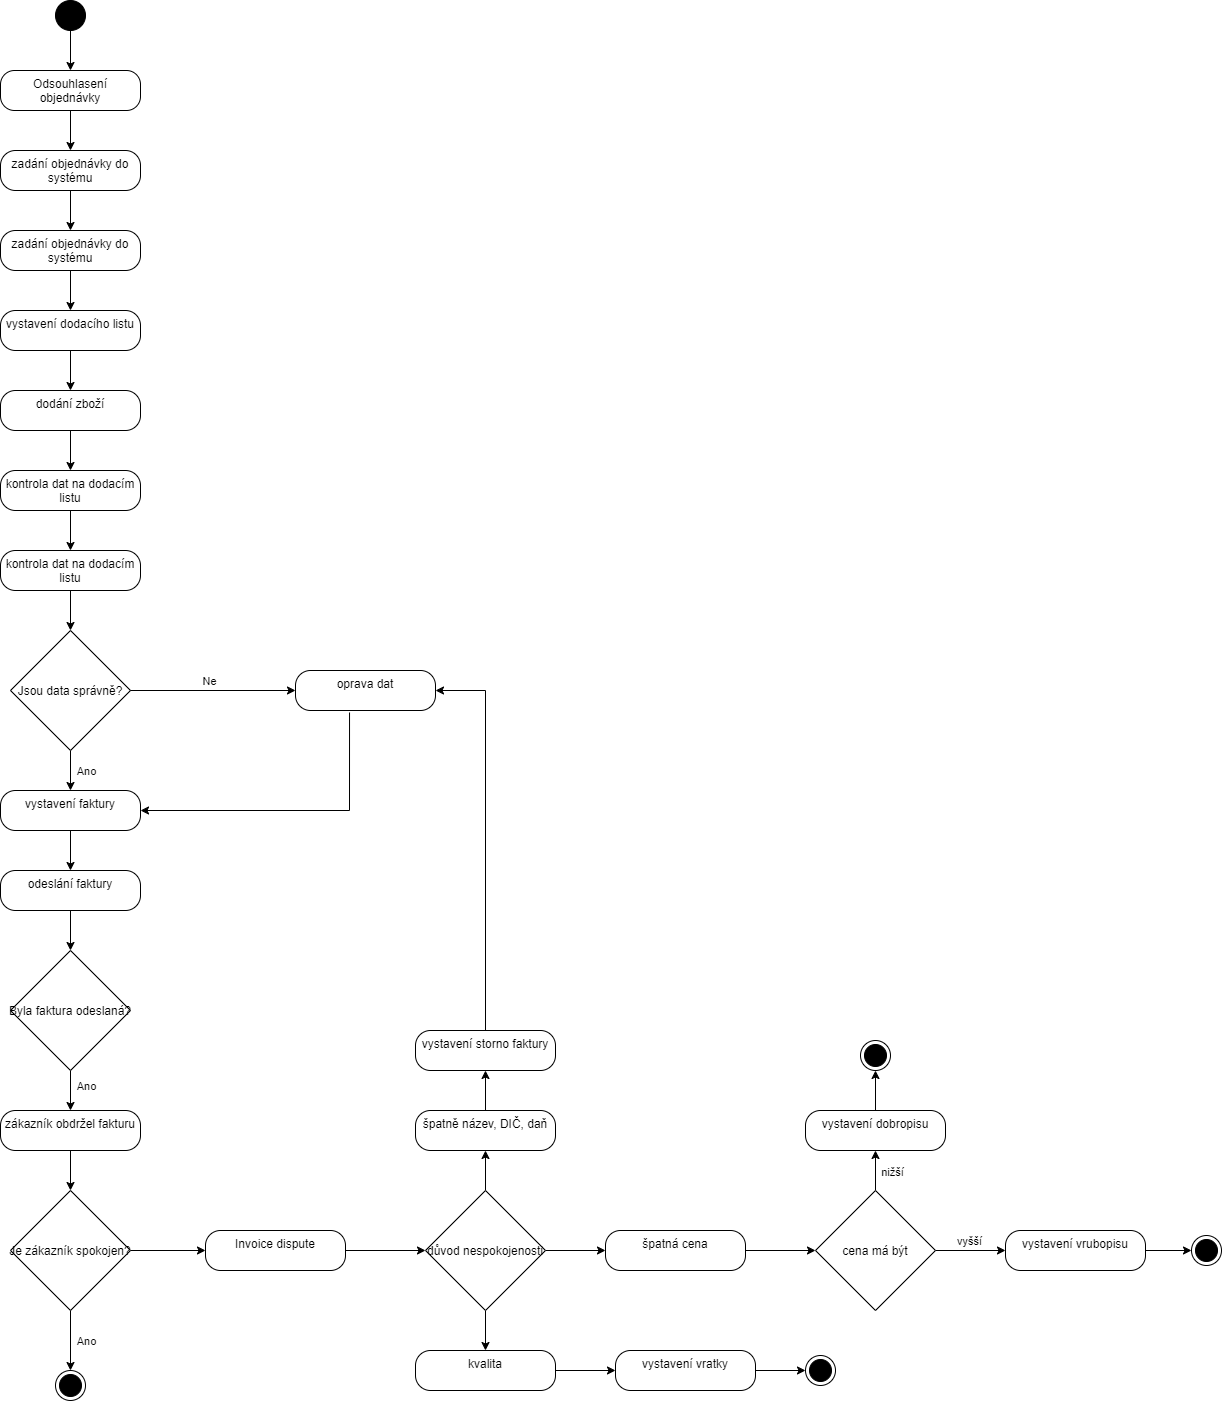 Odsouhlasení
objednávky
zadání objednávky do
systému
zadání objednávky do
systému
vystavení dodacího listu
dodání zboží
kontrola dat na dodacím
listu
kontrola dat na dodacím
listu
Jsou data správně?
Ne
oprava dat
Ano
vystavení faktury
odeslání faktury
Byla faktura odeslaná?
Ano
zákazník obdržel fakturu
Je zákazník spokojen?
Ano
Invoice dispute
důvod nespokojenosti
špatně název, DIČ, daň
vystavení storno faktury
špatná cena
cena má být
nižší
vystavení dobropisu
vyšší
vystavení vrubopisu
kvalita
vystavení vratky